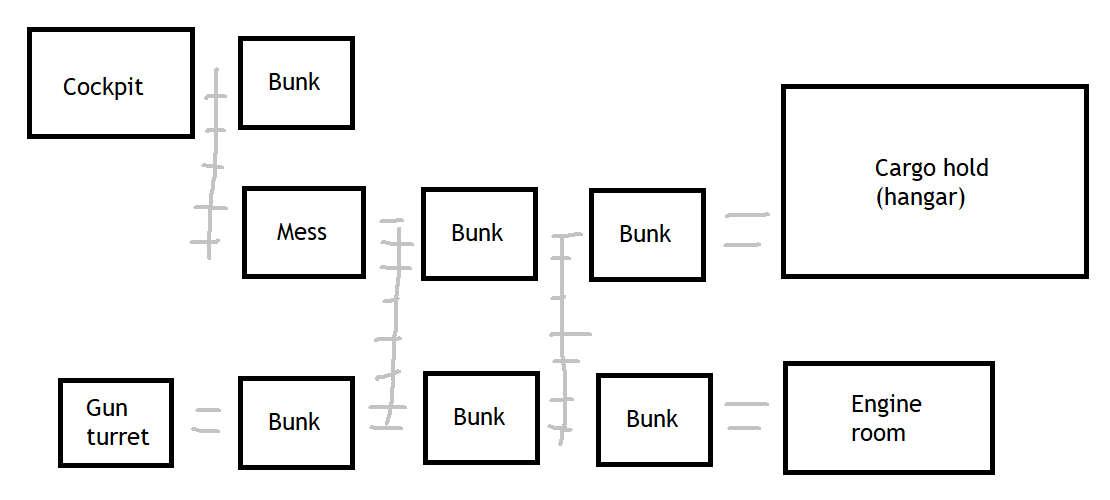 Cockpit
Bunk
Mess
Bunk
Bunk
Cargo hold
(hangar)
Gun
turret
Bunk
Bunk
Bunk
Engine
room